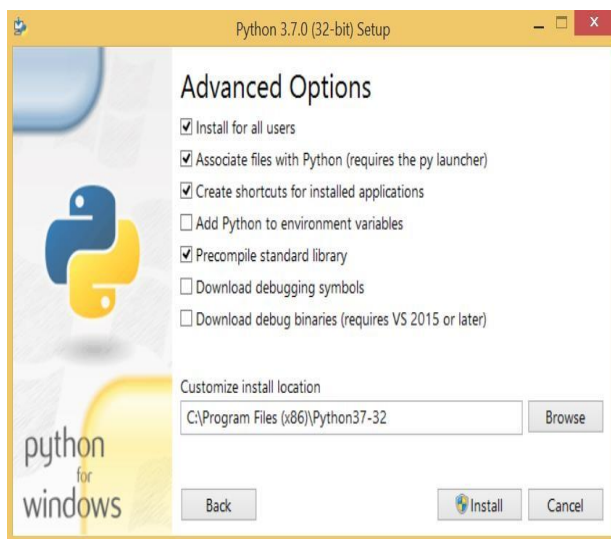 Python 3.7.0 (32-bit) Setup
Advanced Options
Install for all users
Associate files with Python (requires the py launcher)
Create shortcuts for installed applications
Add Python to environment variables
Precompile standard library
Download debugging symbols
Download debug binaries (requires VS 2015 or later)
Customize install location
C:\Program Files (x86)\Python37-32
Browse
python
for
windows
Back
Install
Cancel